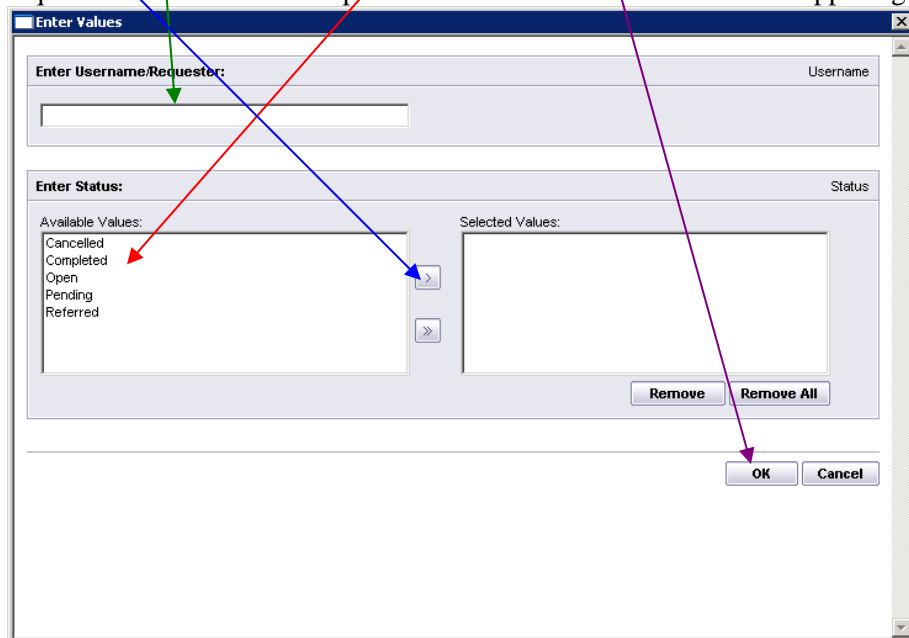 Enter Values
Enter Username/Requester: Username
Enter Status: Status
Available Values: Selected Values:
Cancelled
Completed
Open
Pending
Referred
>
»
Remove Remove All
OK Cancel